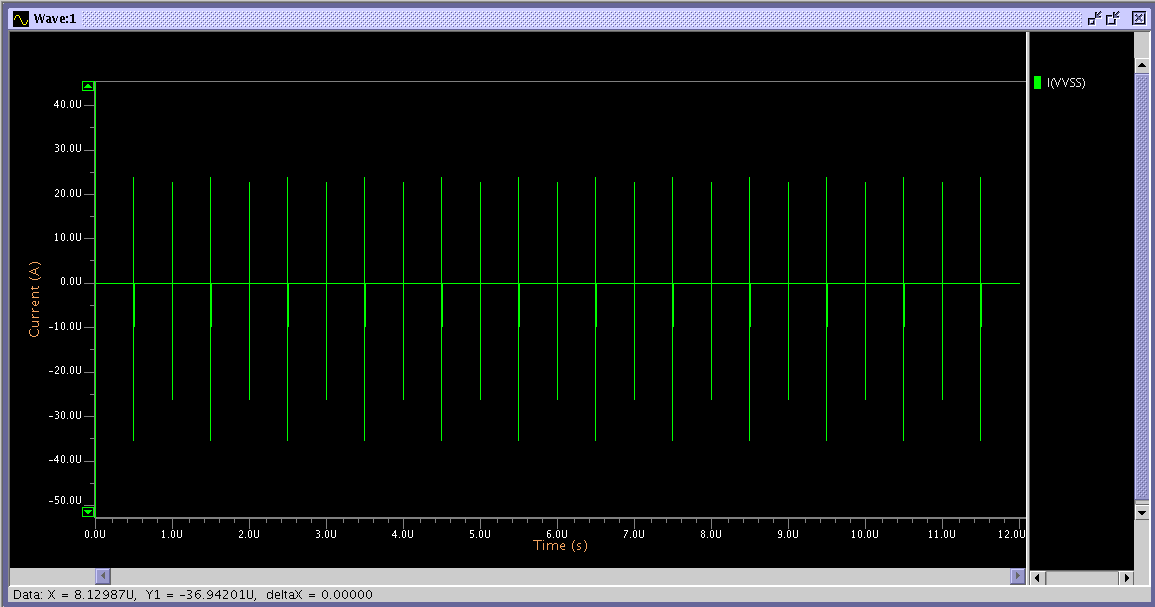 Wave:1
I(VVSS)
40.0U
30.0U
20.0U
10.0U
0.0U
-10.0U
-20.0U
-30.0U
-40.0U
-50.0U
Current (A)
0.0U 1.0U 2.0U 3.0U 4.0U 5.0U 6.0U 7.0U 8.0U 9.0U 10.0U 11.0U 12.0U
Time (s)
Data: X = 8.12987U, Y1 = -36.94201U, deltaX = 0.00000